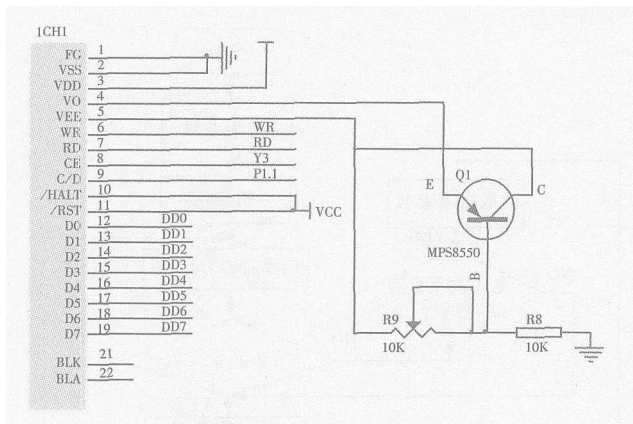 1CH1
FG 1
VSS 2
VDD 3
VO 4
VEE 5
WR 6 WR
RD 7 RD
CE 8 Y3
C/D 9 P1.1
/HALT 10
/RST 11 VCC
D0 12 DD0
D1 13 DD1
D2 14 DD2
D3 15 DD3
D4 16 DD4
D5 17 DD5
D6 18 DD6
D7 19 DD7
BLK 21
BLA 22
E Q1 C
MPS8550
B
R9 R8
10K 10K